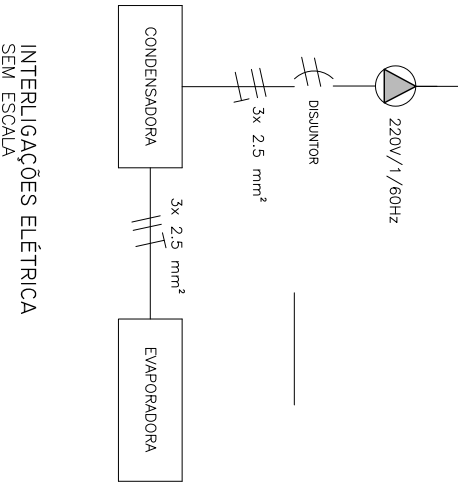 220V/1/60Hz
DISJUNTOR
3x 2.5 mm²
CONDENSADORA
3x 2.5 mm²
EVAPORADORA
INTERLIGAÇÕES ELÉTRICA
SEM ESCALA